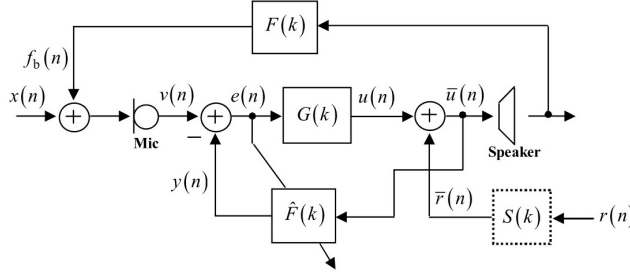 F(k)
f_b(n)
x(n)
v(n)
e(n)
G(k)
u(n)
ū(n)
Mic
Speaker
−
y(n)
F̂(k)
r̄(n)
S(k)
r(n)